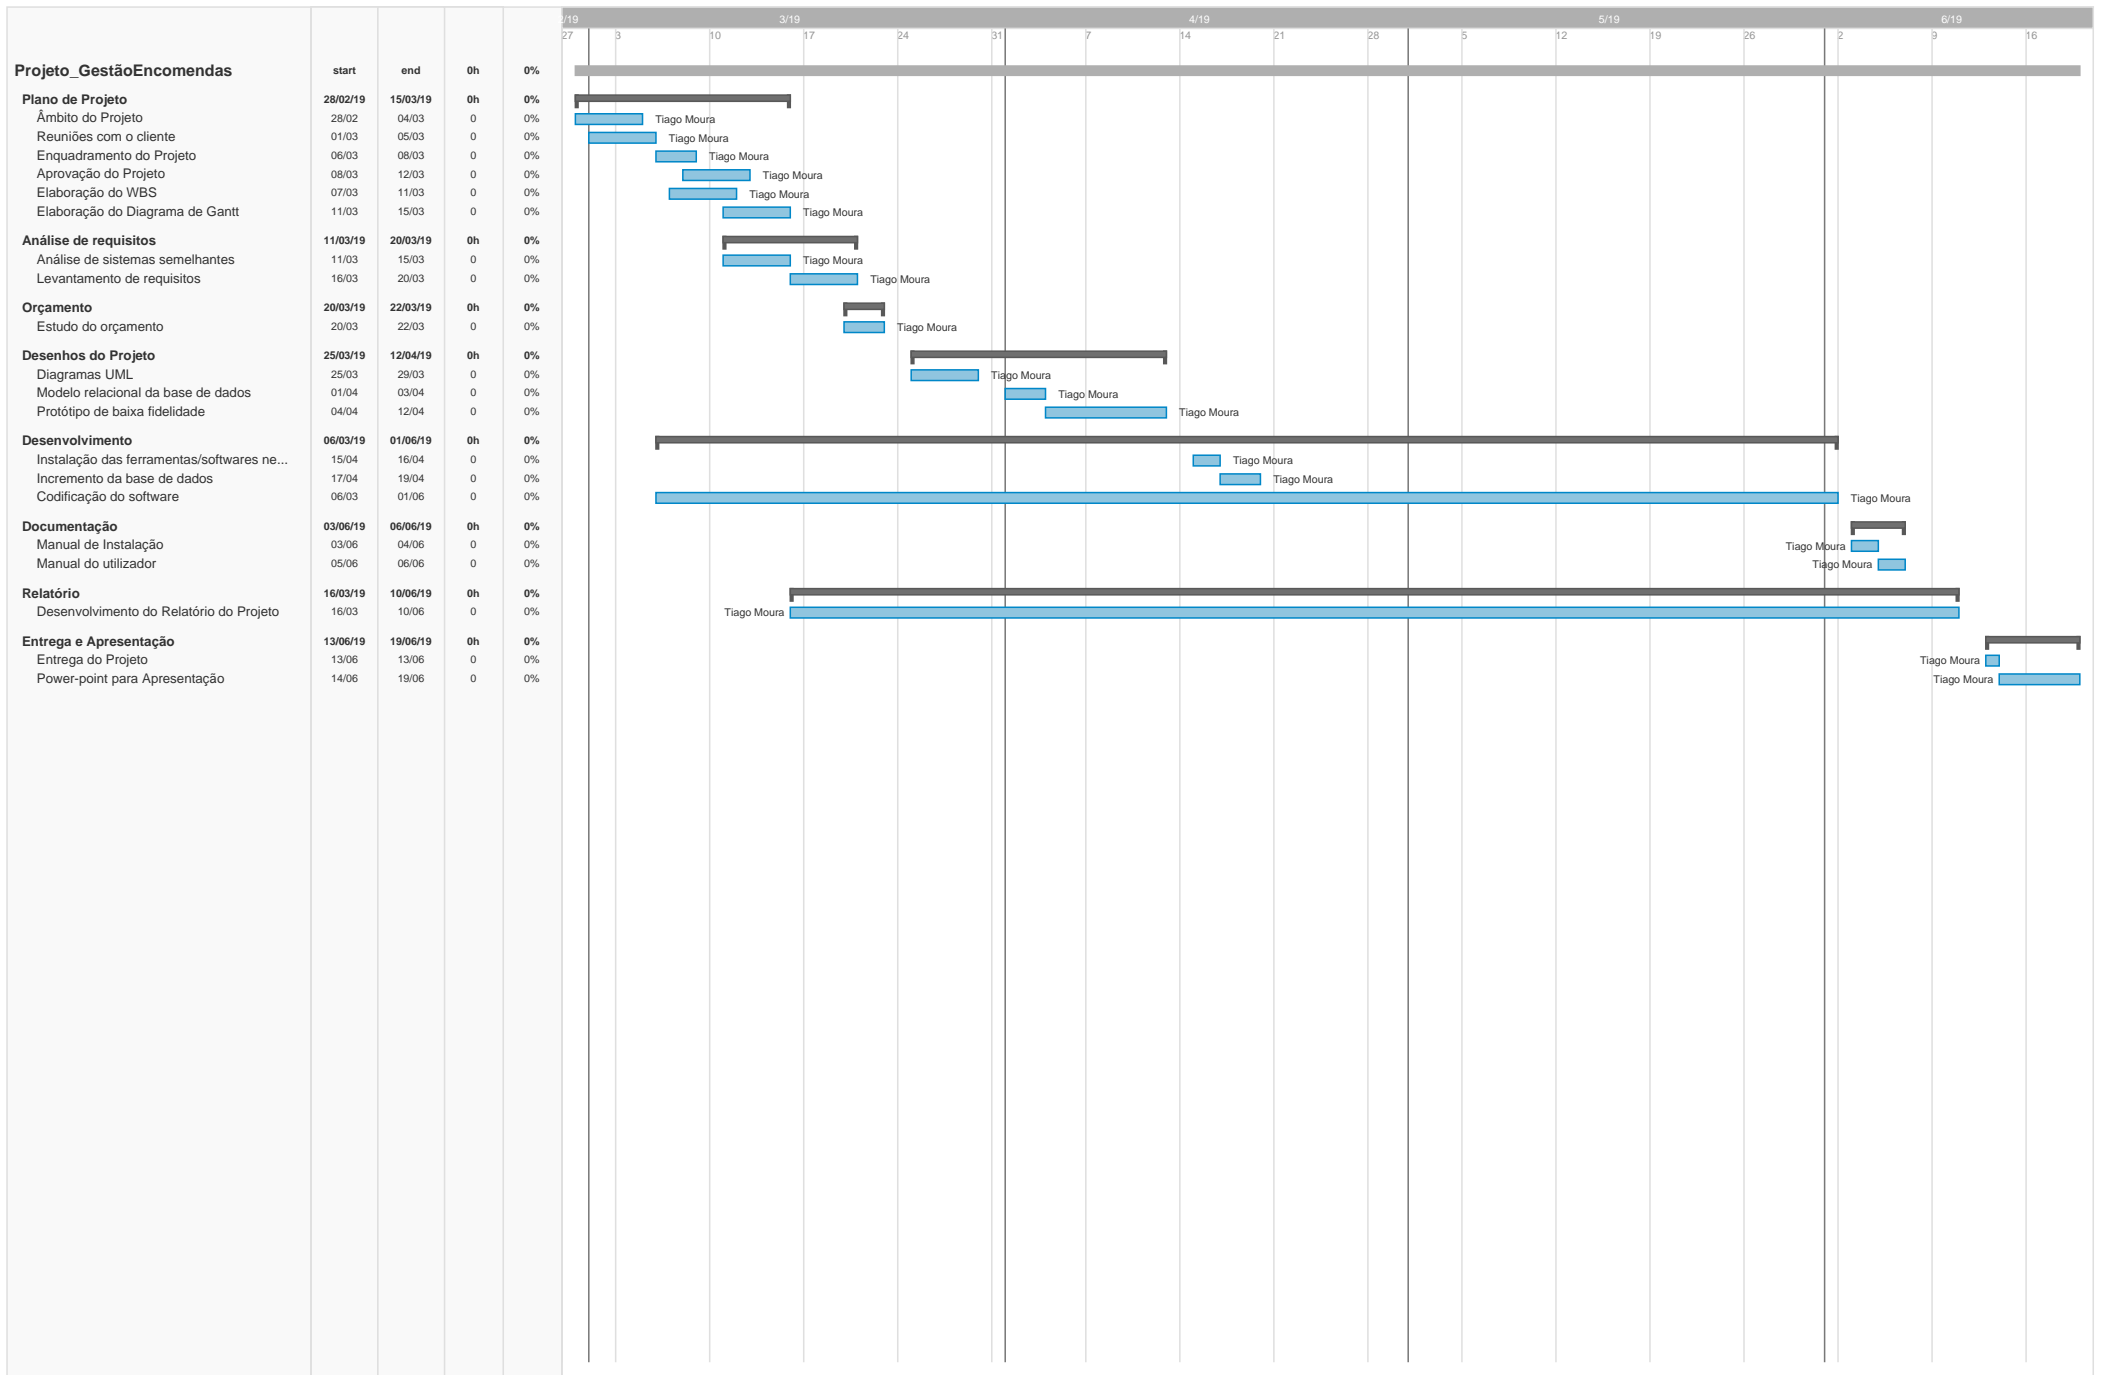 2/19 3/19 4/19 5/19 6/19
27 3 10 17 24 31 7 14 21 28 5 12 19 26 2 9 16
Projeto_GestãoEncomendas start end 0h 0%
Plano de Projeto 28/02/19 15/03/19 0h 0%
Âmbito do Projeto 28/02 04/03 0 0% Tiago Moura
Reuniões com o cliente 01/03 05/03 0 0% Tiago Moura
Enquadramento do Projeto 06/03 08/03 0 0% Tiago Moura
Aprovação do Projeto 08/03 12/03 0 0% Tiago Moura
Elaboração do WBS 07/03 11/03 0 0% Tiago Moura
Elaboração do Diagrama de Gantt 11/03 15/03 0 0% Tiago Moura
Análise de requisitos 11/03/19 20/03/19 0h 0%
Análise de sistemas semelhantes 11/03 15/03 0 0% Tiago Moura
Levantamento de requisitos 16/03 20/03 0 0% Tiago Moura
Orçamento 20/03/19 22/03/19 0h 0%
Estudo do orçamento 20/03 22/03 0 0% Tiago Moura
Desenhos do Projeto 25/03/19 12/04/19 0h 0%
Diagramas UML 25/03 29/03 0 0% Tiago Moura
Modelo relacional da base de dados 01/04 03/04 0 0% Tiago Moura
Protótipo de baixa fidelidade 04/04 12/04 0 0% Tiago Moura
Desenvolvimento 06/03/19 01/06/19 0h 0%
Instalação das ferramentas/softwares ne... 15/04 16/04 0 0% Tiago Moura
Incremento da base de dados 17/04 19/04 0 0% Tiago Moura
Codificação do software 06/03 01/06 0 0% Tiago Moura
Documentação 03/06/19 06/06/19 0h 0%
Manual de Instalação 03/06 04/06 0 0% Tiago Moura
Manual do utilizador 05/06 06/06 0 0% Tiago Moura
Relatório 16/03/19 10/06/19 0h 0%
Desenvolvimento do Relatório do Projeto 16/03 10/06 0 0% Tiago Moura
Entrega e Apresentação 13/06/19 19/06/19 0h 0%
Entrega do Projeto 13/06 13/06 0 0% Tiago Moura
Power-point para Apresentação 14/06 19/06 0 0% Tiago Moura